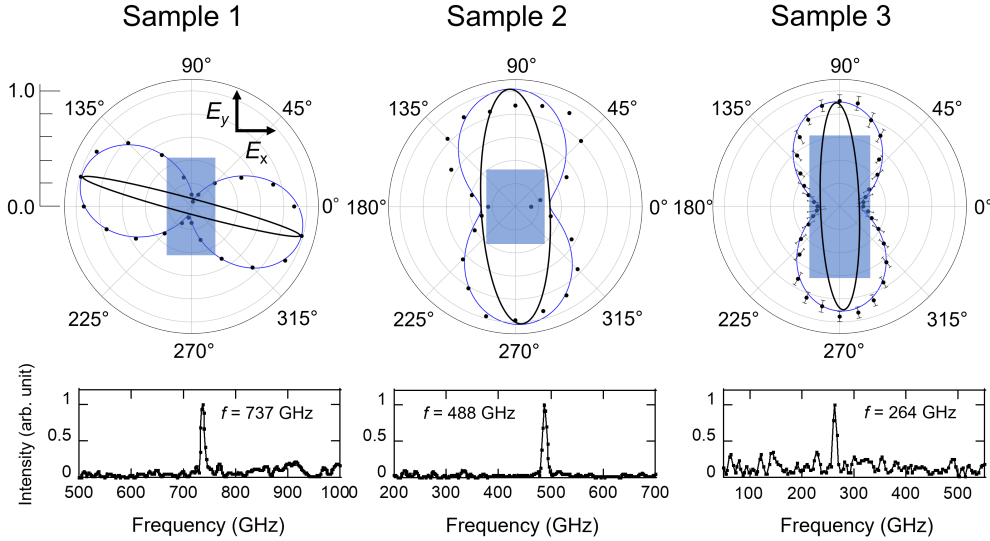 Sample 1 Sample 2 Sample 3
90° 90° 90°
1.0 135° 45° 135° 45° 135° 45°
Ey
Ex
0.0 0° 180° 0° 180° 0°
225° 315° 225° 315° 225° 315°
270° 270° 270°
Intensity (arb. unit)
1 f = 737 GHz 1 f = 488 GHz 1 f = 264 GHz
0.5 0.5 0.5
0 0 0
500 600 700 800 900 1000 200 300 400 500 600 700 100 200 300 400 500
Frequency (GHz) Frequency (GHz) Frequency (GHz)